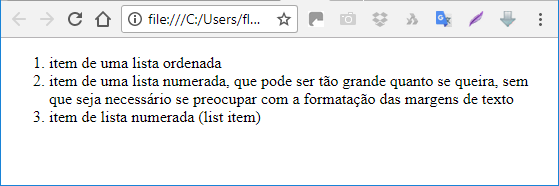 file:///C:/Users/fl...
1. item de uma lista ordenada
2. item de uma lista numerada, que pode ser tão grande quanto se queira, sem
que seja necessário se preocupar com a formatação das margens de texto
3. item de lista numerada (list item)